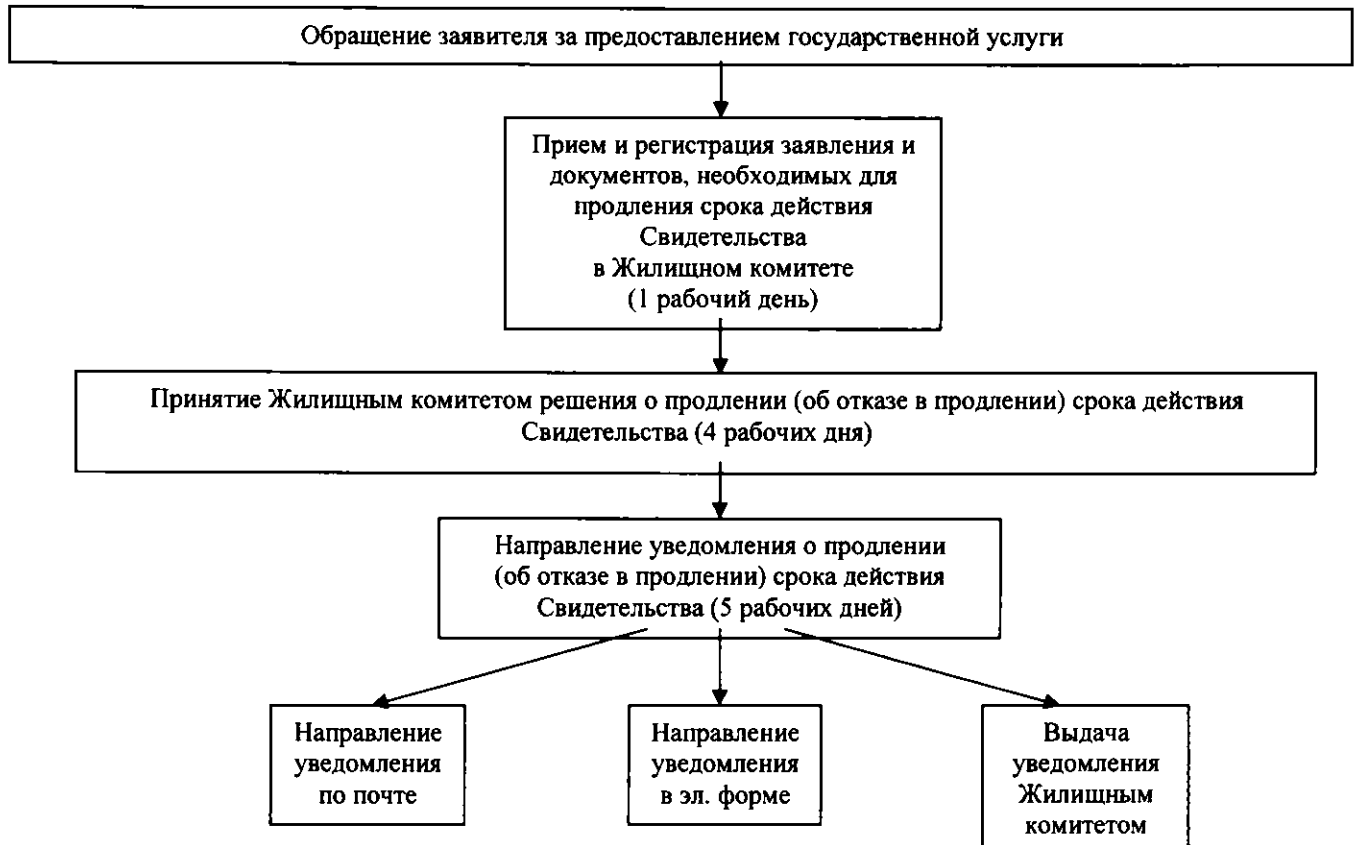 Обращение заявителя за предоставлением государственной услуги
Прием и регистрация заявления и
документов, необходимых для
продления срока действия
Свидетельства
в Жилищном комитете
(1 рабочий день)
Принятие Жилищным комитетом решения о продлении (об отказе в продлении) срока действия
Свидетельства (4 рабочих дня)
Направление уведомления о продлении
(об отказе в продлении) срока действия
Свидетельства (5 рабочих дней)
Направление
уведомления
по почте
Направление
уведомления
в эл. форме
Выдача
уведомления
Жилищным
комитетом